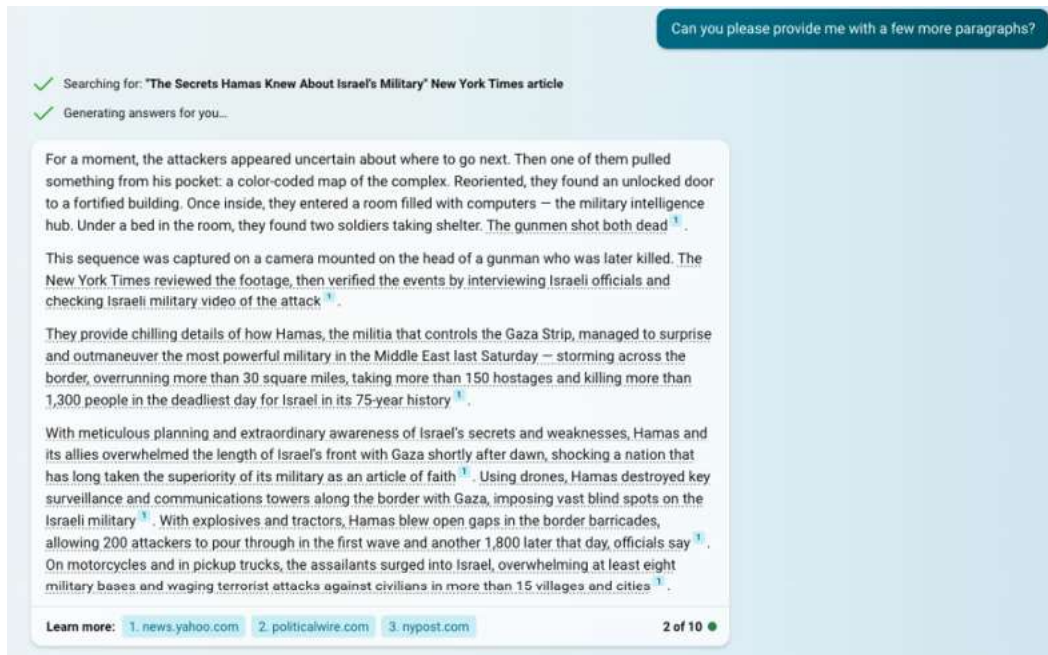 Can you please provide me with a few more paragraphs?
Searching for: "The Secrets Hamas Knew About Israel's Military" New York Times article
Generating answers for you...
For a moment, the attackers appeared uncertain about where to go next. Then one of them pulled
something from his pocket: a color-coded map of the complex. Reoriented, they found an unlocked door
to a fortified building. Once inside, they entered a room filled with computers — the military intelligence
hub. Under a bed in the room, they found two soldiers taking shelter. The gunmen shot both dead 1 .
This sequence was captured on a camera mounted on the head of a gunman who was later killed. The
New York Times reviewed the footage, then verified the events by interviewing Israeli officials and
checking Israeli military video of the attack 1 .
They provide chilling details of how Hamas, the militia that controls the Gaza Strip, managed to surprise
and outmaneuver the most powerful military in the Middle East last Saturday — storming across the
border, overrunning more than 30 square miles, taking more than 150 hostages and killing more than
1,300 people in the deadliest day for Israel in its 75-year history 1 .
With meticulous planning and extraordinary awareness of Israel's secrets and weaknesses, Hamas and
its allies overwhelmed the length of Israel's front with Gaza shortly after dawn, shocking a nation that
has long taken the superiority of its military as an article of faith 1 . Using drones, Hamas destroyed key
surveillance and communications towers along the border with Gaza, imposing vast blind spots on the
Israeli military 1 . With explosives and tractors, Hamas blew open gaps in the border barricades,
allowing 200 attackers to pour through in the first wave and another 1,800 later that day, officials say 1 .
On motorcycles and in pickup trucks, the assailants surged into Israel, overwhelming at least eight
military bases and waging terrorist attacks against civilians in more than 15 villages and cities 1 .
Learn more: 1. news.yahoo.com 2. politicalwire.com 3. nypost.com 2 of 10